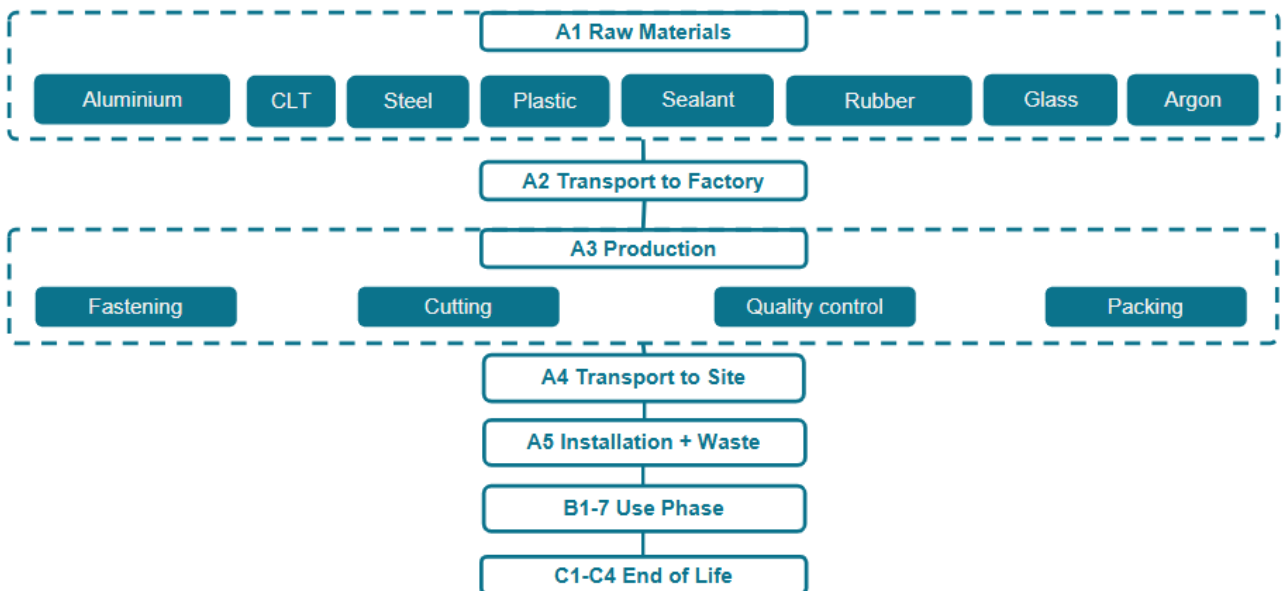 A1 Raw Materials
Aluminium
CLT
Steel
Plastic
Sealant
Rubber
Glass
Argon
A2 Transport to Factory
A3 Production
Fastening
Cutting
Quality control
Packing
A4 Transport to Site
A5 Installation + Waste
B1-7 Use Phase
C1-C4 End of Life